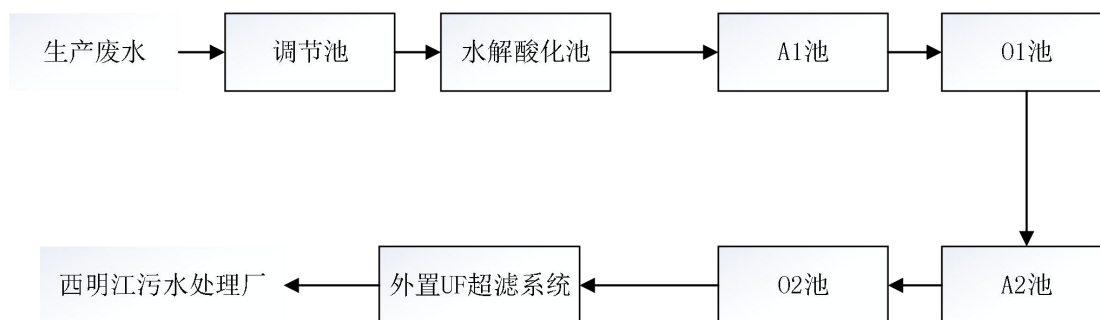 生产废水
调节池
水解酸化池
A1池
O1池
A2池
O2池
外置UF超滤系统
西明江污水处理厂